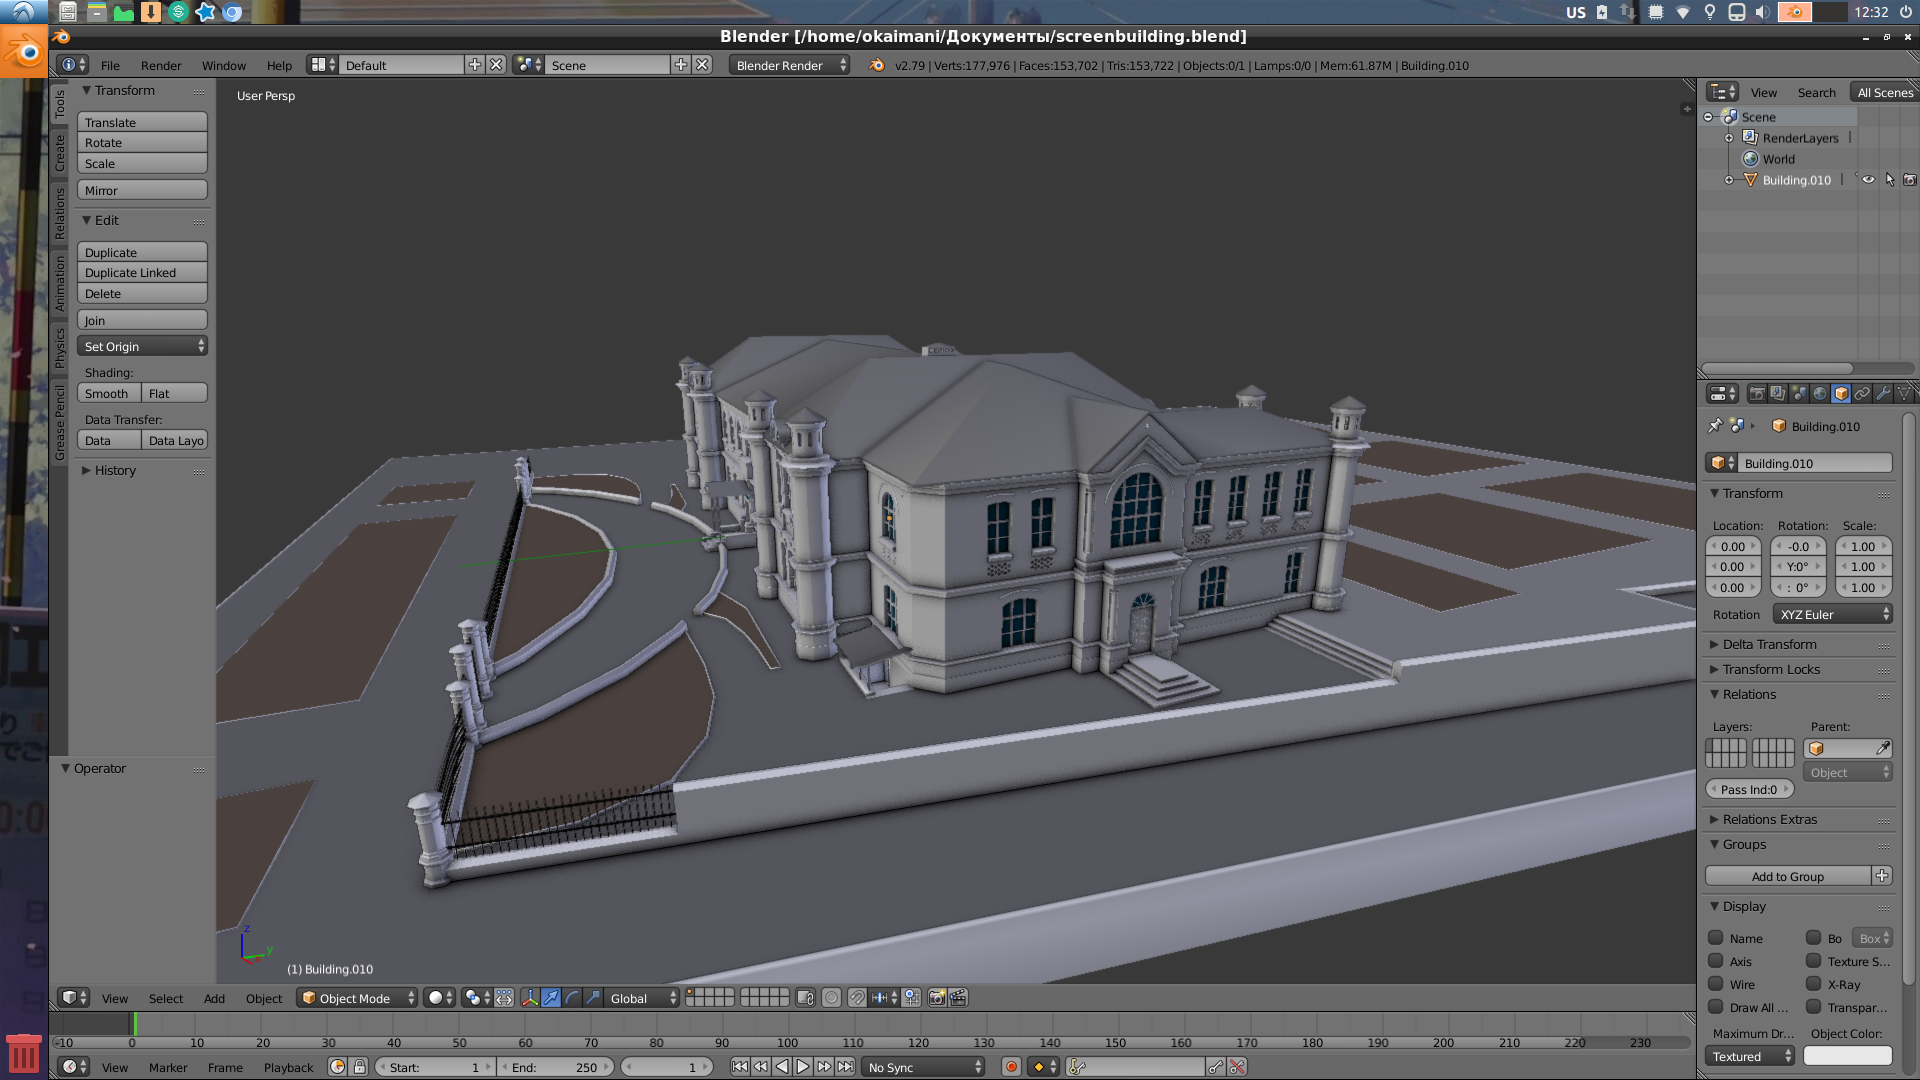 US 12:32
Blender [/home/okaimani/Документы/screenbuilding.blend]
File Render Window Help Default Scene Blender Render v2.79 | Verts:177,976 | Faces:153,702 | Tris:153,722 | Objects:0/1 | Lamps:0/0 | Mem:61.87M | Building.010
Tools
Create
Relations
Animation
Physics
Grease Pencil
Transform
Translate
Rotate
Scale
Mirror
Edit
Duplicate
Duplicate Linked
Delete
Join
Set Origin
Shading:
Smooth Flat
Data Transfer:
Data Data Layo
History
Operator
User Persp
z
y
(1) Building.010
View Search All Scenes
Scene
RenderLayers
World
Building.010
Building.010
Building.010
Transform
Location: Rotation: Scale:
0.00 -0.0 1.00
0.00 Y:0° 1.00
0.00 : 0° 1.00
Rotation XYZ Euler
Delta Transform
Transform Locks
Relations
Layers: Parent:
Object
Pass Ind:0
Relations Extras
Groups
Add to Group
Display
Name Bo Box
Axis Texture S...
Wire X-Ray
Draw All ... Transpar...
Maximum Dr... Object Color:
Textured
View Select Add Object Object Mode Global
-10 0 10 20 30 40 50 60 70 80 90 100 110 120 130 140 150 160 170 180 190 200 210 220 230
View Marker Frame Playback Start: 1 End: 250 1 No Sync